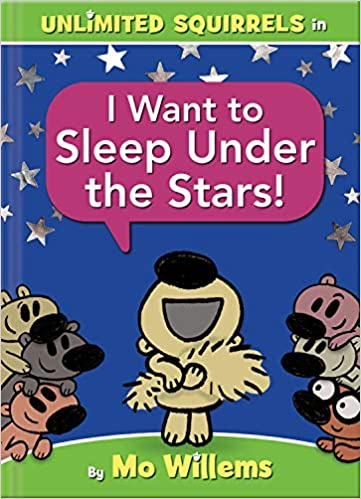 UNLIMITED SQUIRRELS in
I Want to
Sleep Under
the Stars!
By Mo Willems